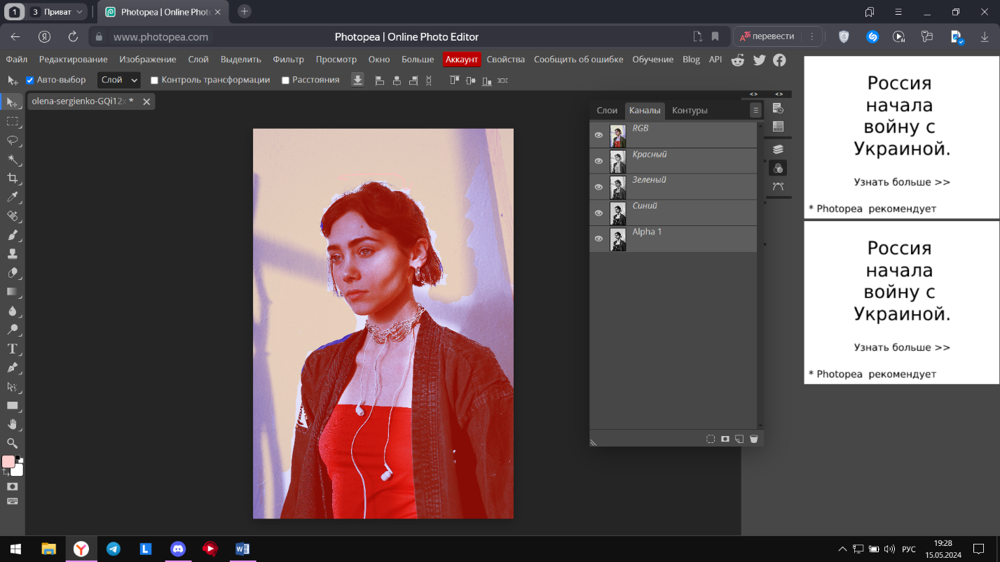 1
3 Приват
Photopea | Online Phot
www.photopea.com
Photopea | Online Photo Editor
перевести
Файл Редактирование Изображение Слой Выделить Фильтр Просмотр Окно Больше Аккаунт Свойства Сообщить об ошибке Обучение Blog API
Авто-выбор Слой Контроль трансформации Расстояния
olena-sergienko-GQi12x *
Слои Каналы Контуры
RGB
Красный
Зеленый
Синий
Alpha 1
Россия
начала
войну с
Украиной.
Узнать больше >>
* Photopea рекомендует
Россия
начала
войну с
Украиной.
Узнать больше >>
* Photopea рекомендует
РУС
19:28
15.05.2024